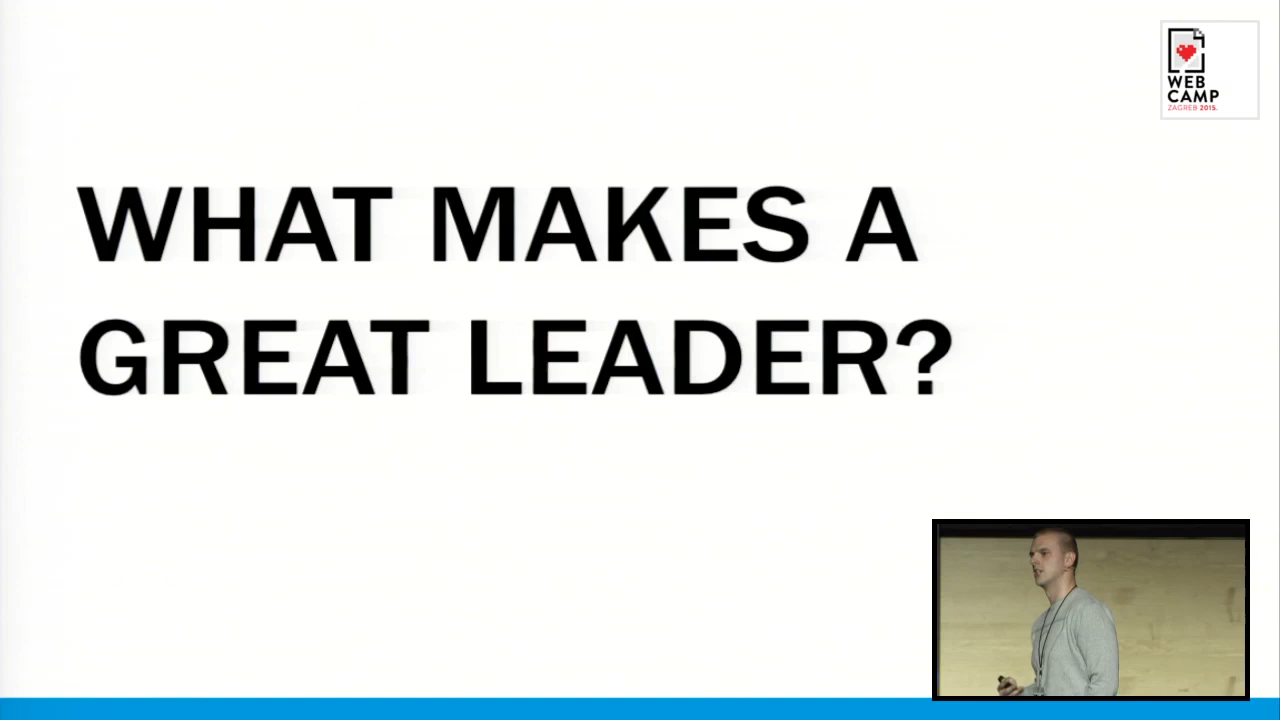 WEB
CAMP
ZAGREB 2015.
WHAT MAKES A
GREAT LEADER?